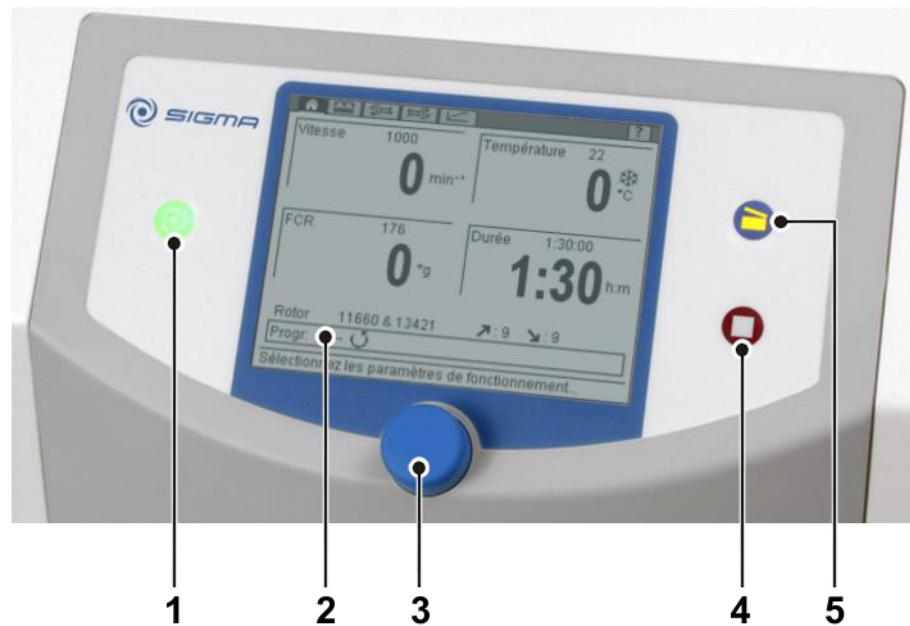 SIGMA
?
Vitesse 1000
0 min⁻¹
Température 22
0 °C
FCR 176
0 *g
Durée 1:30:00
1:30 h:m
Rotor 11660 & 13421 : 9 : 9
Progr:
Sélectionnez les paramètres de fonctionnement...
1 2 3 4 5